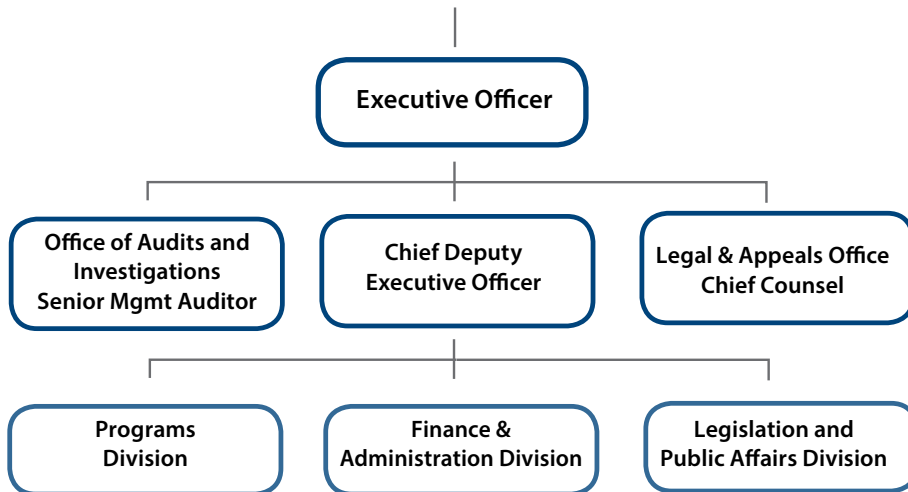 Executive Officer
Office of Audits and
Investigations
Senior Mgmt Auditor
Chief Deputy
Executive Officer
Legal & Appeals Office
Chief Counsel
Programs
Division
Finance &
Administration Division
Legislation and
Public Affairs Division